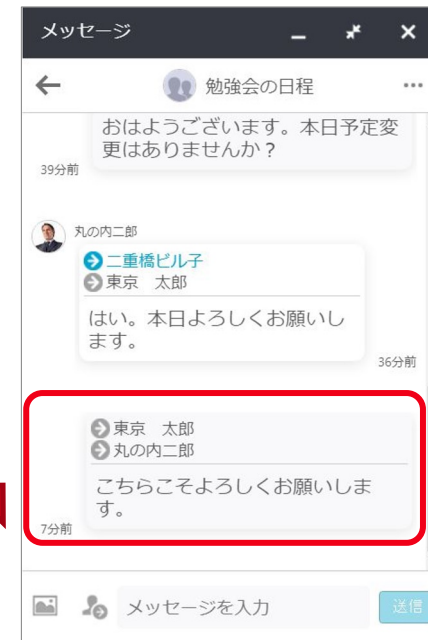 メッセージ
勉強会の日程
おはようございます。本日予定変
更はありませんか？
39分前
丸の内二郎
二重橋ビル子
東京　太郎
はい。本日よろしくお願いし
ます。
36分前
東京　太郎
丸の内二郎
こちらこそよろしくお願いしま
す。
7分前
メッセージを入力
送信